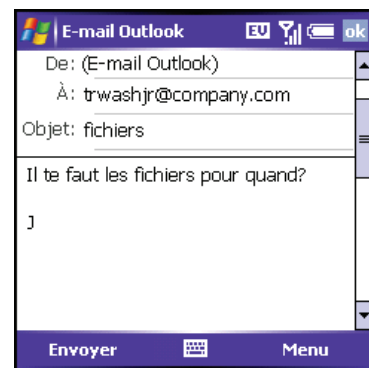 E-mail Outlook EV ok
De: (E-mail Outlook)
À: trwashjr@company.com
Objet: fichiers
Il te faut les fichiers pour quand?
J
Envoyer Menu